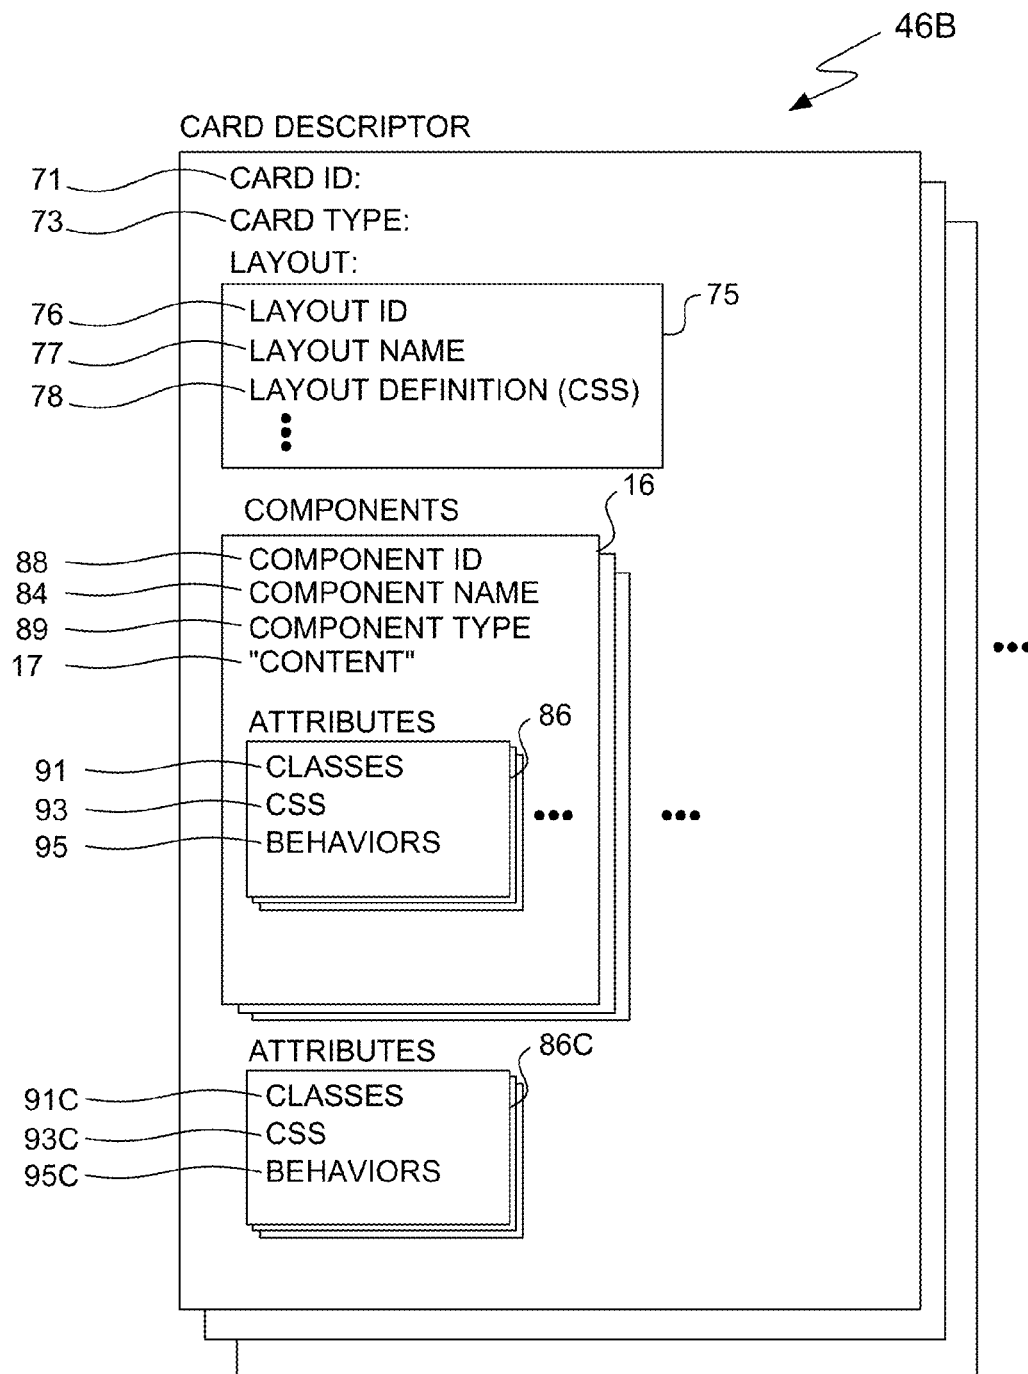 46B
CARD DESCRIPTOR
71 CARD ID:
73 CARD TYPE:
LAYOUT:
75
76 LAYOUT ID
77 LAYOUT NAME
78 LAYOUT DEFINITION (CSS)
16
COMPONENTS
88 COMPONENT ID
84 COMPONENT NAME
89 COMPONENT TYPE
17 "CONTENT"
ATTRIBUTES 86
91 CLASSES
93 CSS
95 BEHAVIORS
ATTRIBUTES 86C
91C CLASSES
93C CSS
95C BEHAVIORS